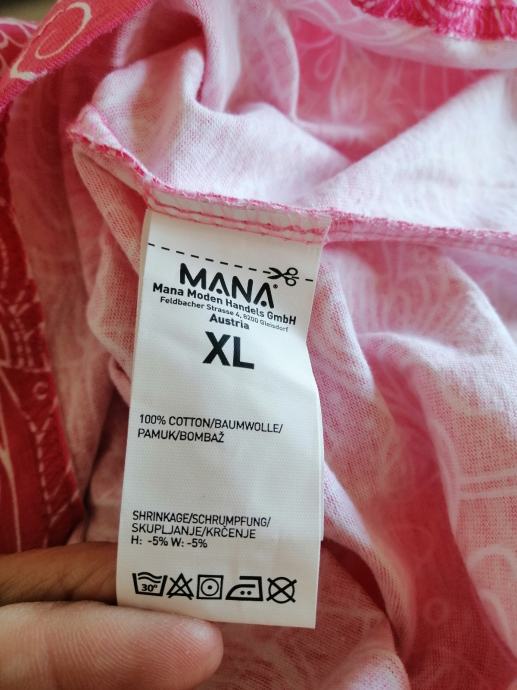 MANA®
Mana Moden Handels GmbH
Feldbacher Strasse 4, 8200 Gleisdorf
Austria
XL
100% COTTON/BAUMWOLLE/
PAMUK/BOMBAŽ
SHRINKAGE/SCHRUMPFUNG/
SKUPLJANJE/KRČENJE
H: -5% W: -5%
30°